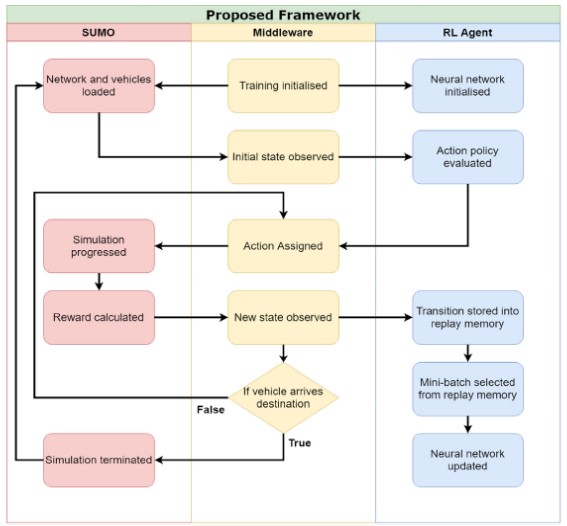 Proposed Framework
SUMO
Middleware
RL Agent
Network and vehicles
loaded
Training initialised
Neural network
initialised
Initial state observed
Action policy
evaluated
Simulation
progressed
Action Assigned
Reward calculated
New state observed
Transition stored into
replay memory
If vehicle arrives
destination
False
True
Mini-batch selected
from replay memory
Simulation terminated
Neural network
updated